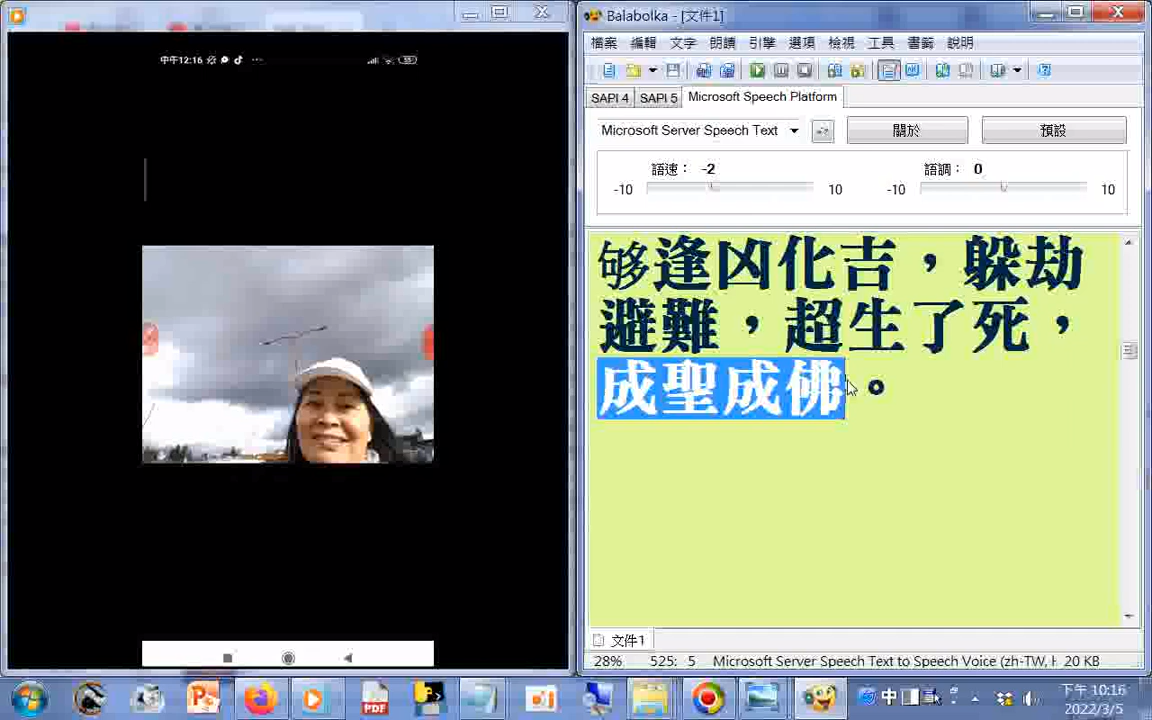 中午12:16
Balabolka - [文件1]
檔案 編輯 文字 朗讀 引擎 選項 檢視 工具 書籤 說明
SAPI 4 SAPI 5 Microsoft Speech Platform
Microsoft Server Speech Text 關於 預設
語速： -2 語調： 0
-10 10 -10 10
够逢凶化吉，躲劫
避難，超生了死，
成聖成佛。
文件1
28% 525: 5 Microsoft Server Speech Text to Speech Voice (zh-TW, 20 KB
PDF 中 下午 10:16
2022/3/5